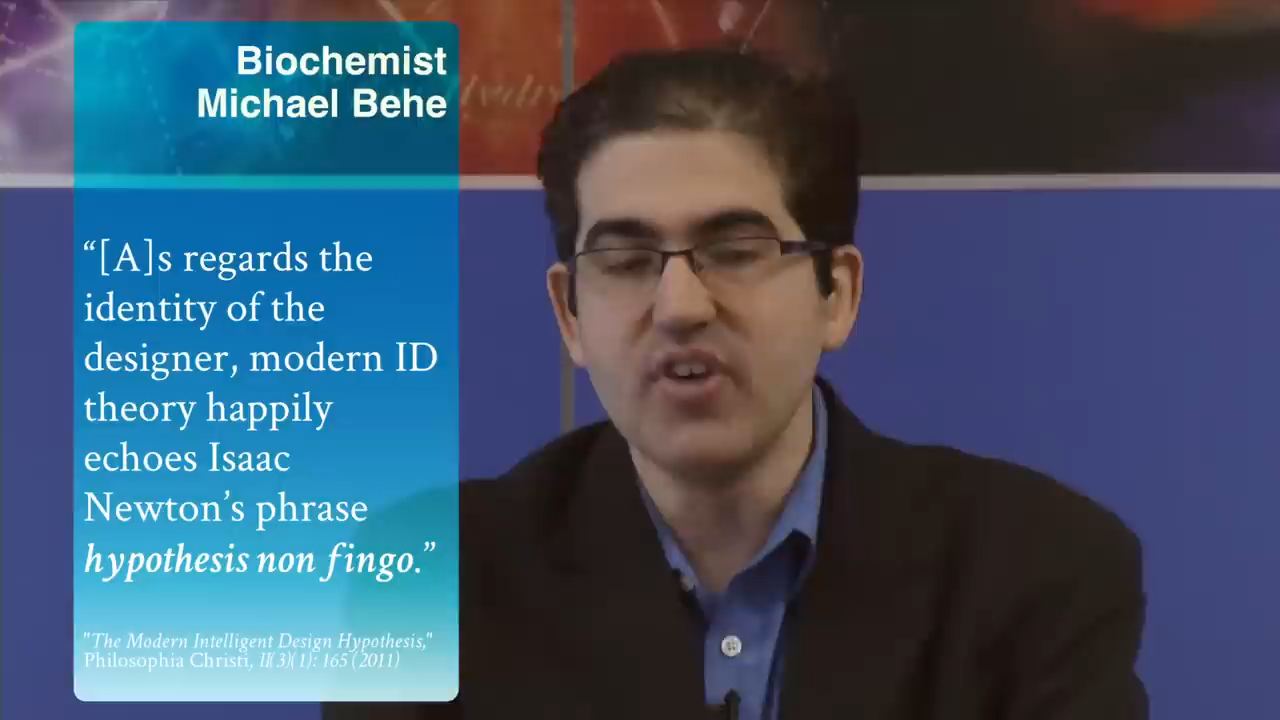 Biochemist
Michael Behe
“[A]s regards the
identity of the
designer, modern ID
theory happily
echoes Isaac
Newton’s phrase
hypothesis non fingo.”
"The Modern Intelligent Design Hypothesis,"
Philosophia Christi, II(3)(1): 165 (2011)